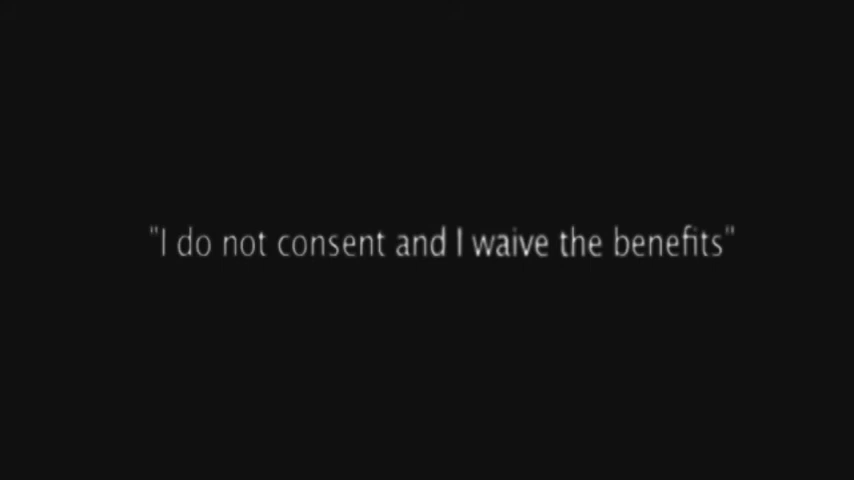 "I do not consent and I waive the benefits"